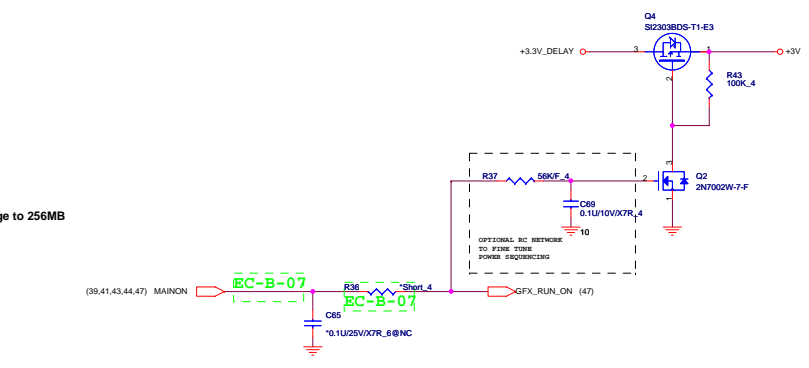 Q4
SI2303BDS-T1-E3
+3.3V_DELAY
3
1
+3V
2
R43
100K_4
3
R37
56K/F_4
2
Q2
2N7002W-7-F
1
C69
0.1U/10V/X7R_4
10
OPTIONAL RC NETWORK
TO FINE TUNE
POWER SEQUENCING
ge to 256MB
EC-B-07
R36
*Short_4
EC-B-07
(39,41,43,44,47) MAINON
GFX_RUN_ON (47)
C65
*0.1U/25V/X7R_6@NC